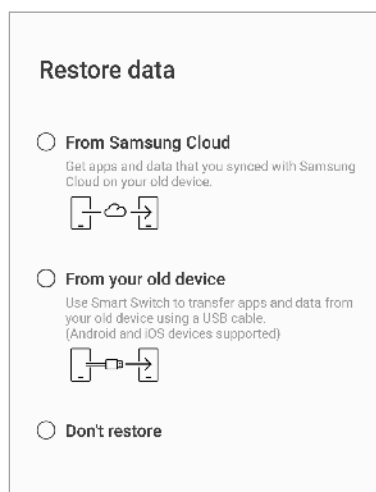 Restore data
From Samsung Cloud
Get apps and data that you synced with Samsung
Cloud on your old device.
From your old device
Use Smart Switch to transfer apps and data from
your old device using a USB cable.
(Android and iOS devices supported)
Don't restore